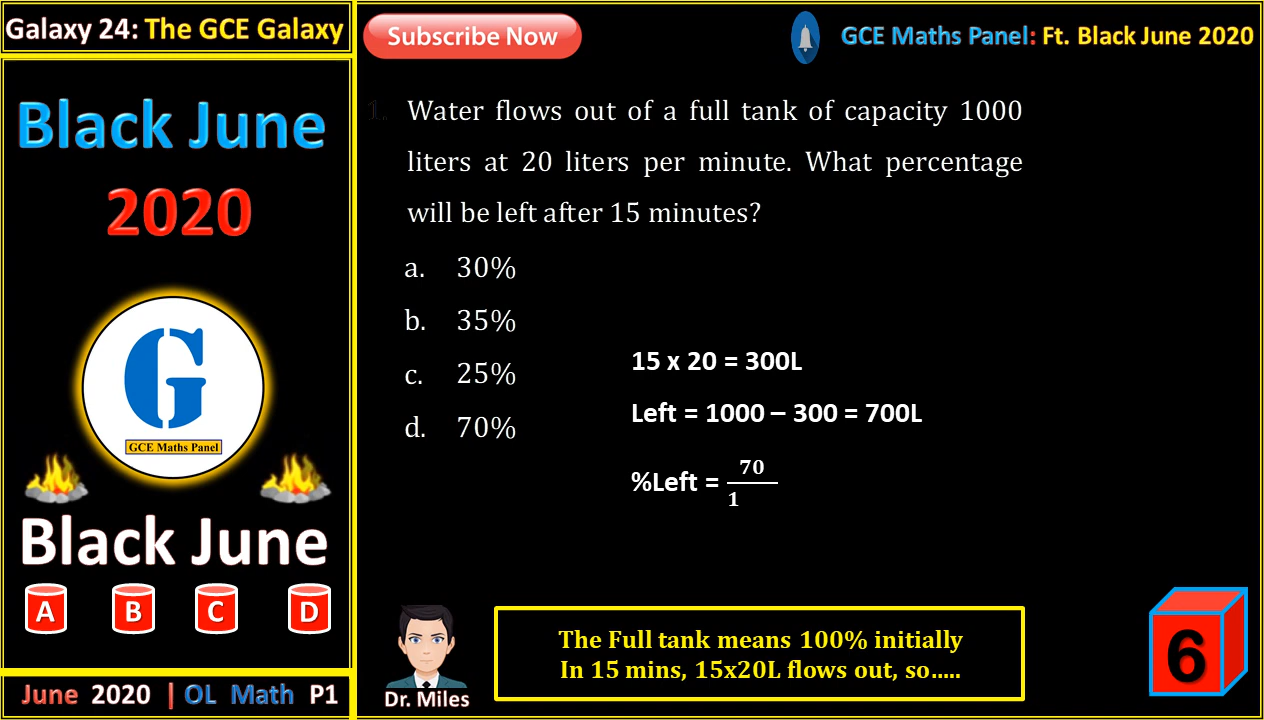 Galaxy 24: The GCE Galaxy
Subscribe Now
GCE Maths Panel: Ft. Black June 2020
Black June
2020
G
GCE Maths Panel
Black June
A B C D
June 2020 | OL Math P1
1. Water flows out of a full tank of capacity 1000
liters at 20 liters per minute. What percentage
will be left after 15 minutes?
a. 30%
b. 35%
c. 25%
d. 70%
15 x 20 = 300L
Left = 1000 – 300 = 700L
%Left = 70/1
Dr. Miles
The Full tank means 100% initially
In 15 mins, 15x20L flows out, so.....
6